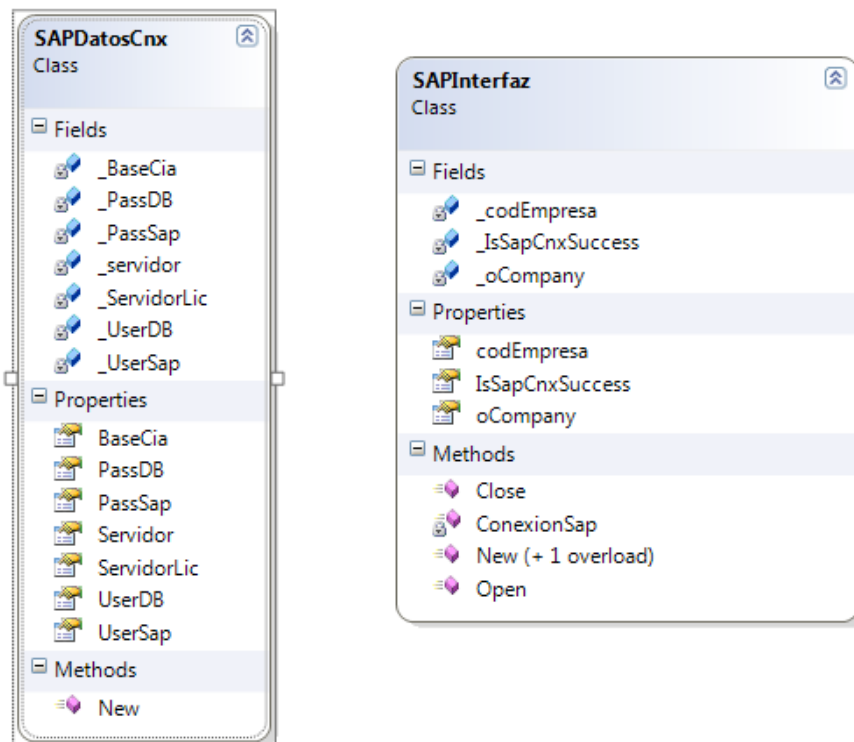 SAPDatosCnx
Class
Fields
_BaseCia
_PassDB
_PassSap
_servidor
_ServidorLic
_UserDB
_UserSap
Properties
BaseCia
PassDB
PassSap
Servidor
ServidorLic
UserDB
UserSap
Methods
New
SAPInterfaz
Class
Fields
_codEmpresa
_IsSapCnxSuccess
_oCompany
Properties
codEmpresa
IsSapCnxSuccess
oCompany
Methods
Close
ConexionSap
New (+ 1 overload)
Open